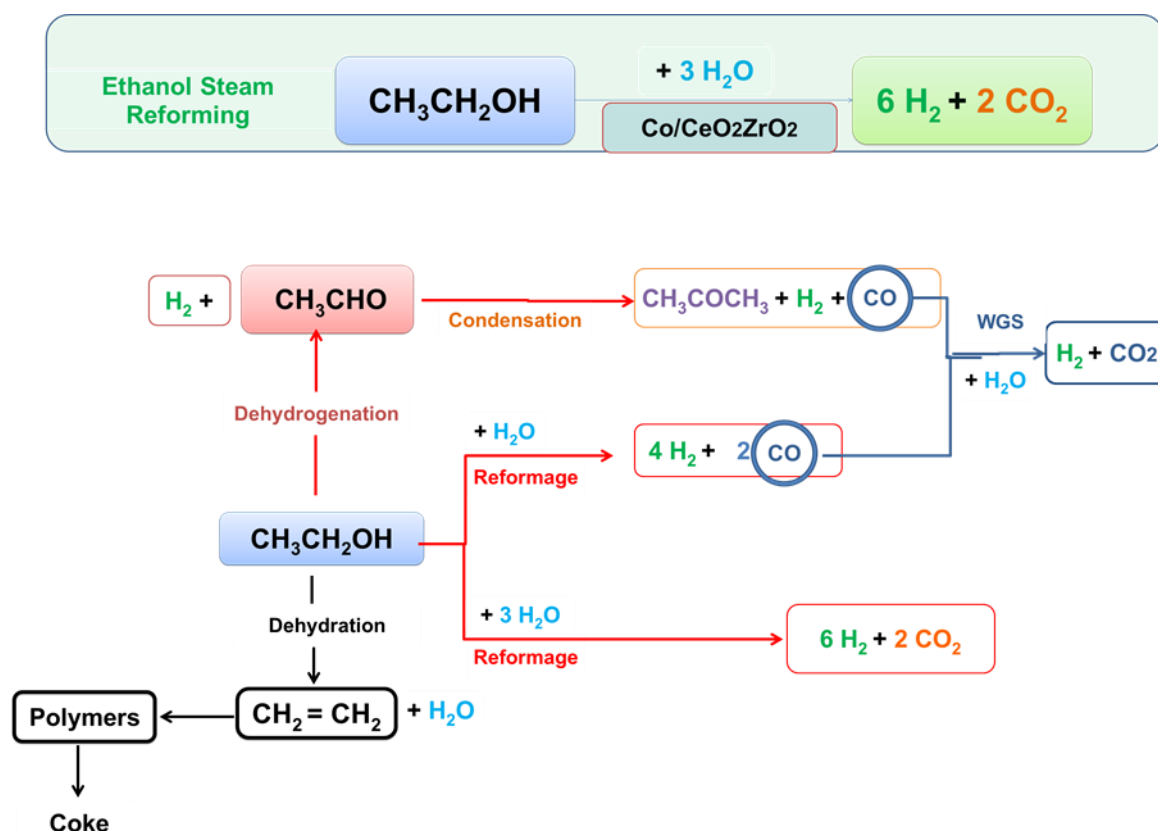 Ethanol Steam
Reforming
CH₃CH₂OH
+ 3 H₂O
Co/CeO₂ZrO₂
6 H₂ + 2 CO₂
H₂ +
CH₃CHO
Condensation
CH₃COCH₃ + H₂ + CO
WGS
+ H₂O
H₂ + CO2
Dehydrogenation
+ H₂O
Reformage
4 H₂ + 2 CO
CH₃CH₂OH
+ 3 H₂O
Reformage
6 H₂ + 2 CO₂
Dehydration
CH₂ = CH₂ + H₂O
Polymers
Coke